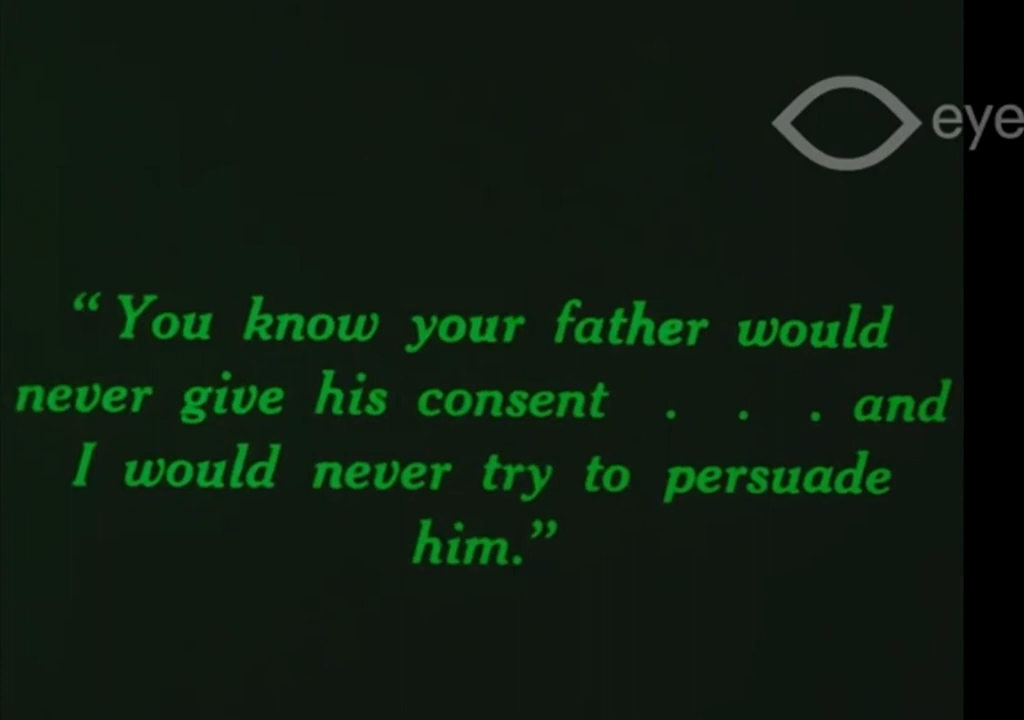 eye
“You know your father would
never give his consent . . . and
I would never try to persuade
him.”